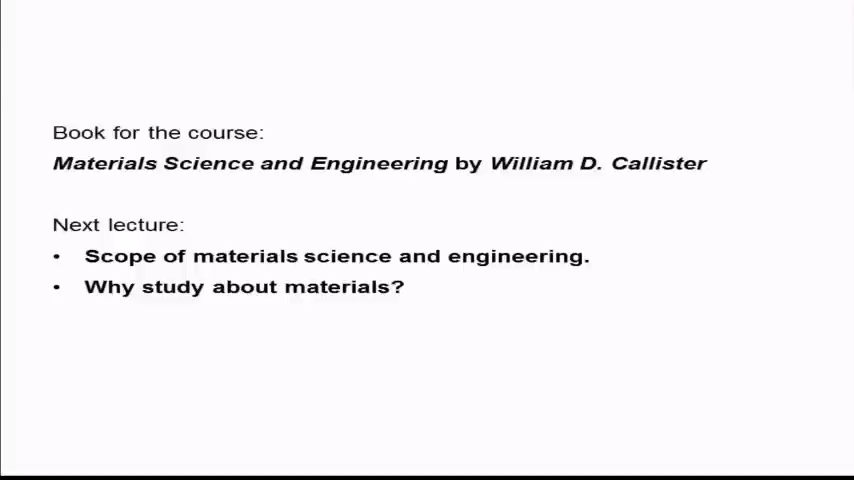 Book for the course:
Materials Science and Engineering by William D. Callister
Next lecture:
• Scope of materials science and engineering.
• Why study about materials?